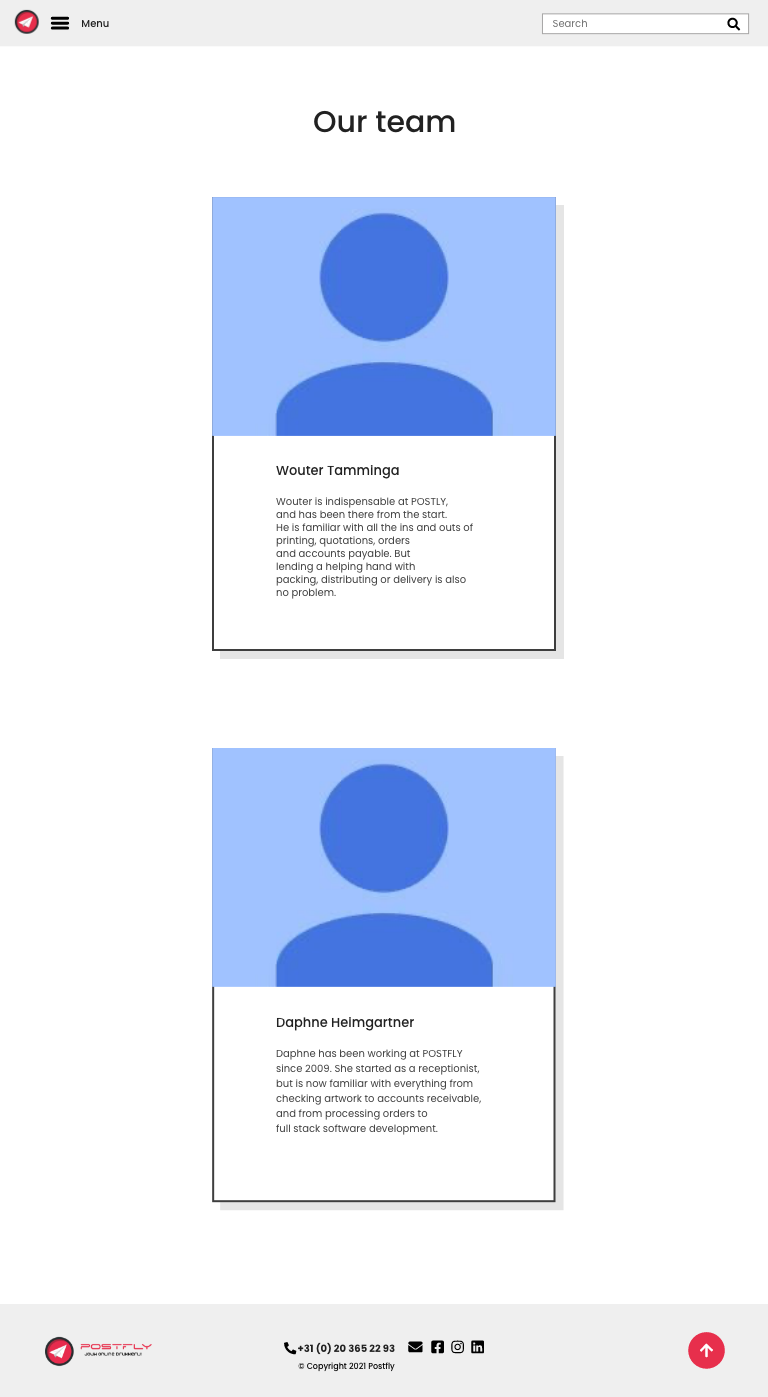 Menu
Search
Our team
Wouter Tamminga
Wouter is indispensable at POSTLY,
and has been there from the start.
He is familiar with all the ins and outs of
printing, quotations, orders
and accounts payable. But
lending a helping hand with
packing, distributing or delivery is also
no problem.
Daphne Heimgartner
Daphne has been working at POSTFLY
since 2009. She started as a receptionist,
but is now familiar with everything from
checking artwork to accounts receivable,
and from processing orders to
full stack software development.
POSTFLY
JOUW ONLINE DRUKKERIJ
+31 (0) 20 365 22 93
© Copyright 2021 Postfly